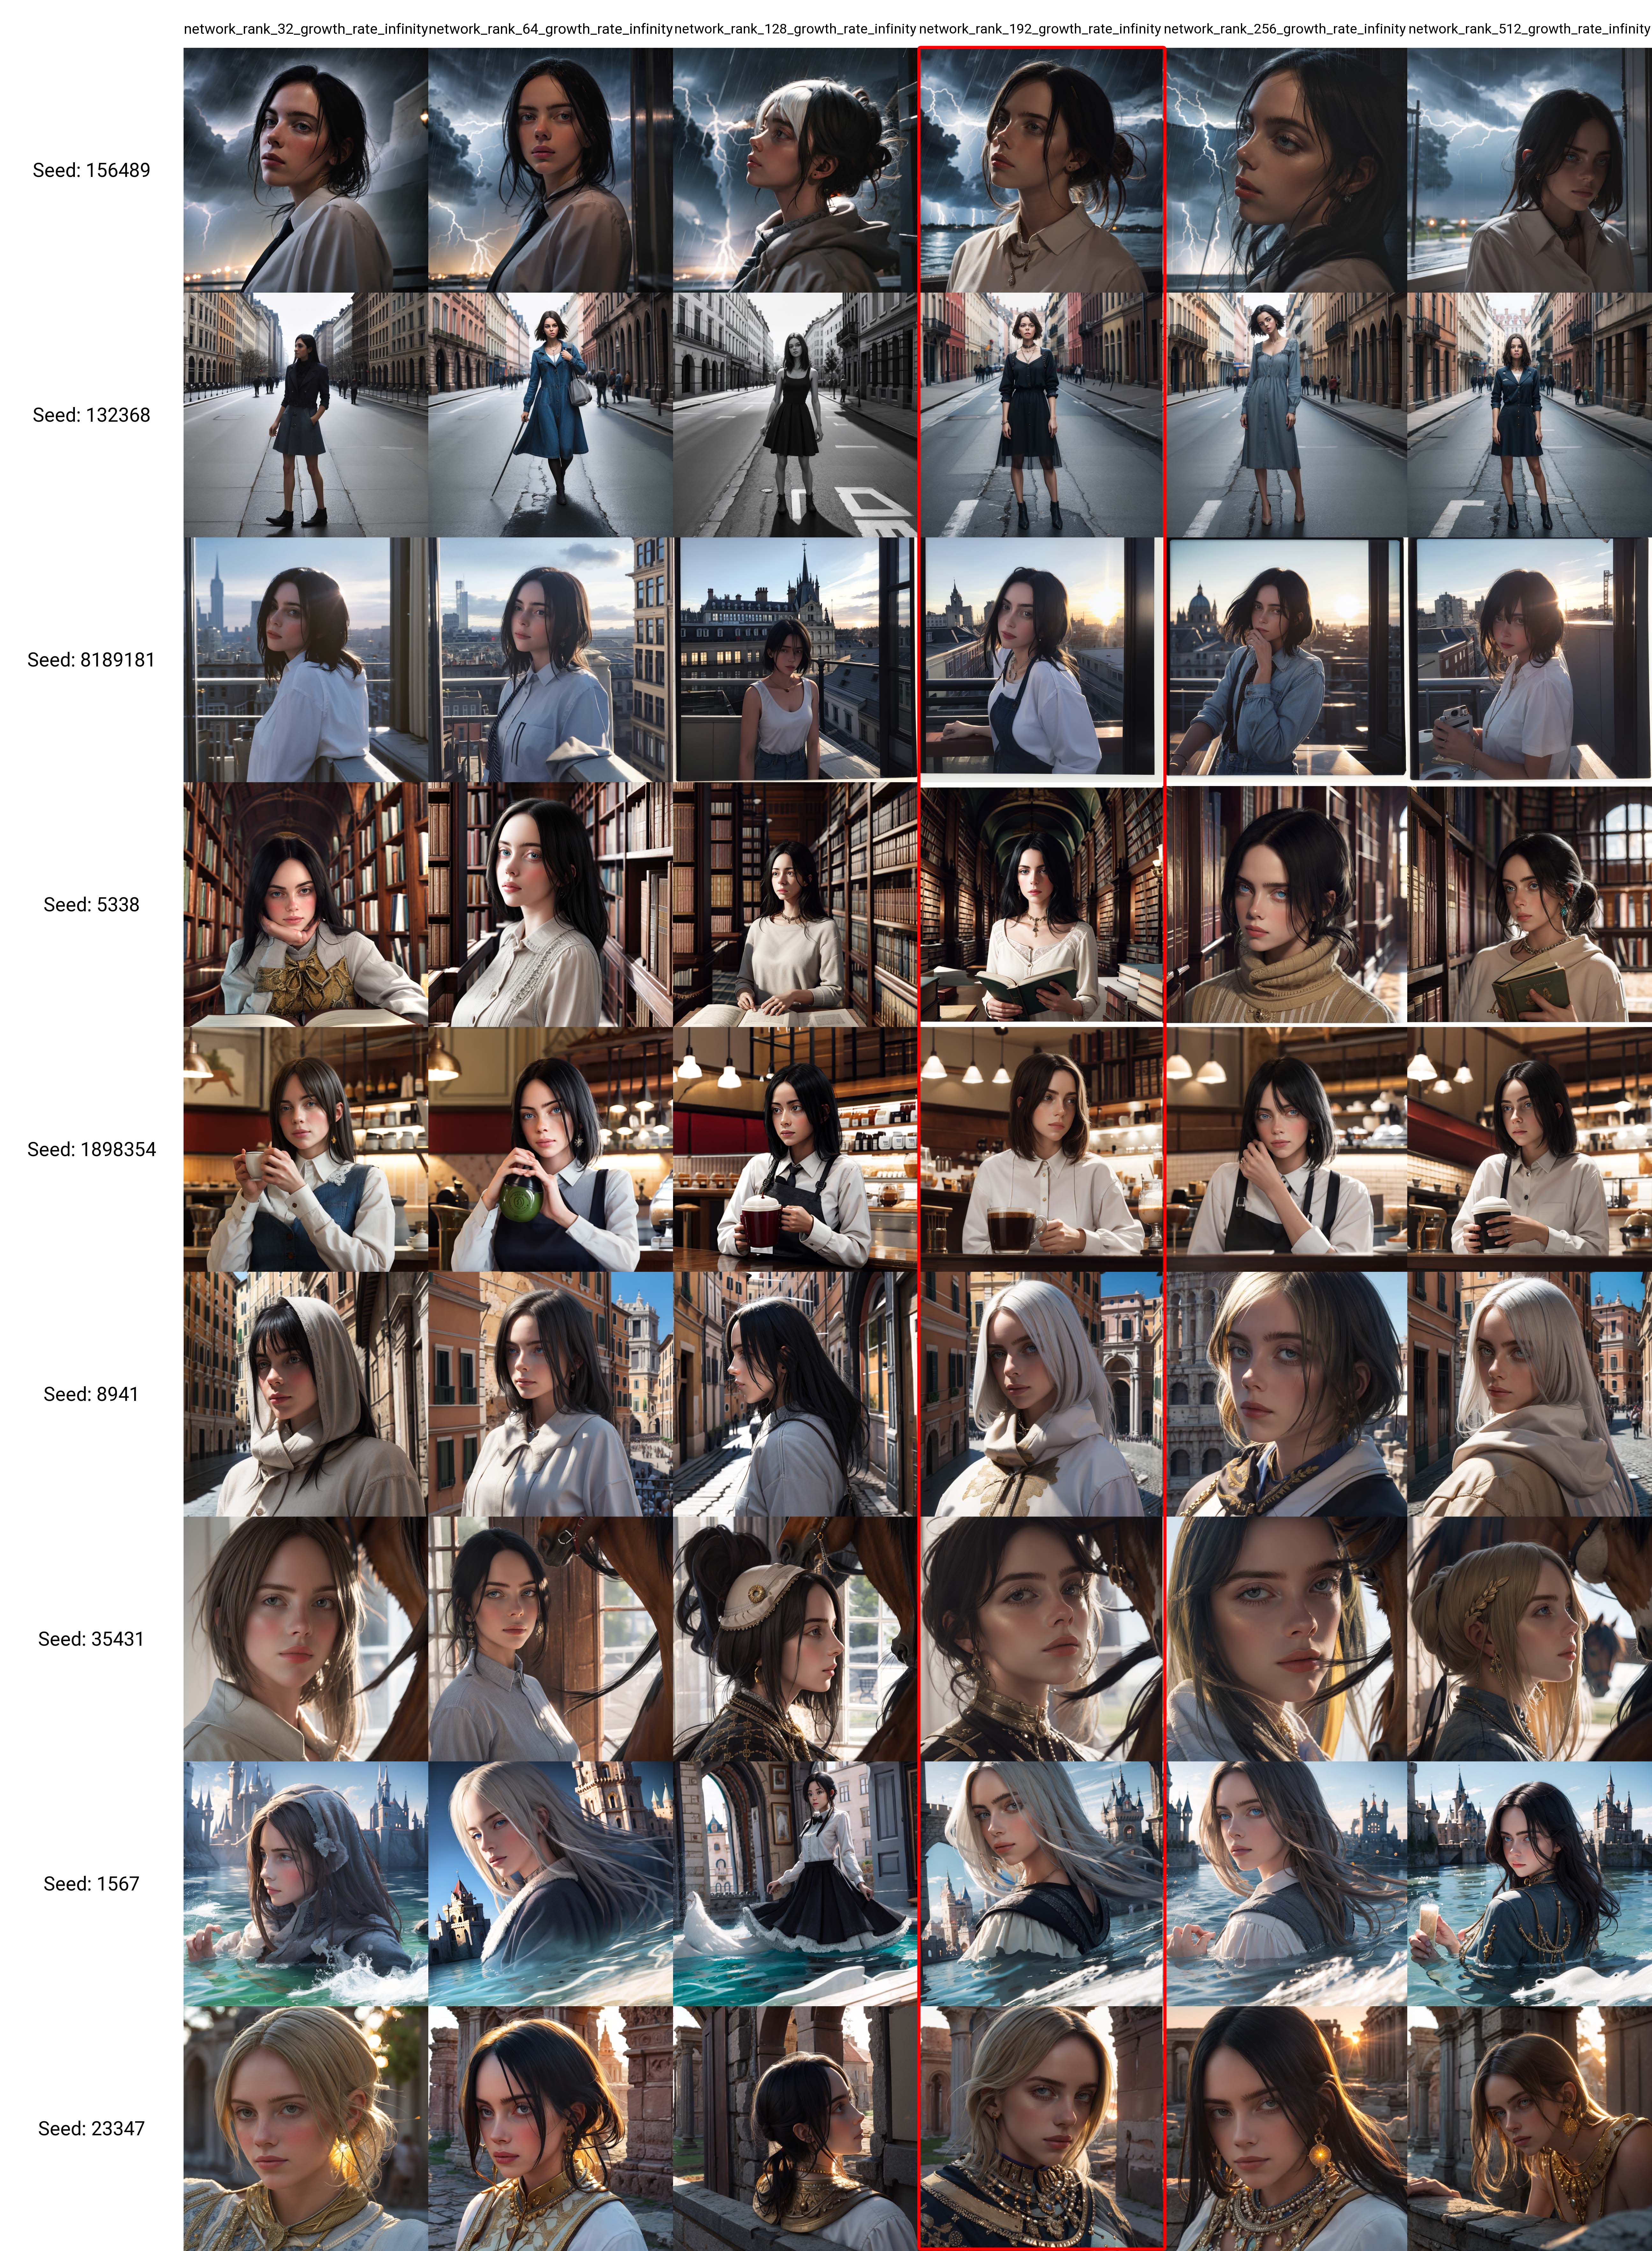 network_rank_32_growth_rate_infinity network_rank_64_growth_rate_infinity network_rank_128_growth_rate_infinity network_rank_192_growth_rate_infinity network_rank_256_growth_rate_infinity network_rank_512_growth_rate_infinity
Seed: 156489
Seed: 132368
Seed: 8189181
Seed: 5338
Seed: 1898354
Seed: 8941
Seed: 35431
Seed: 1567
Seed: 23347